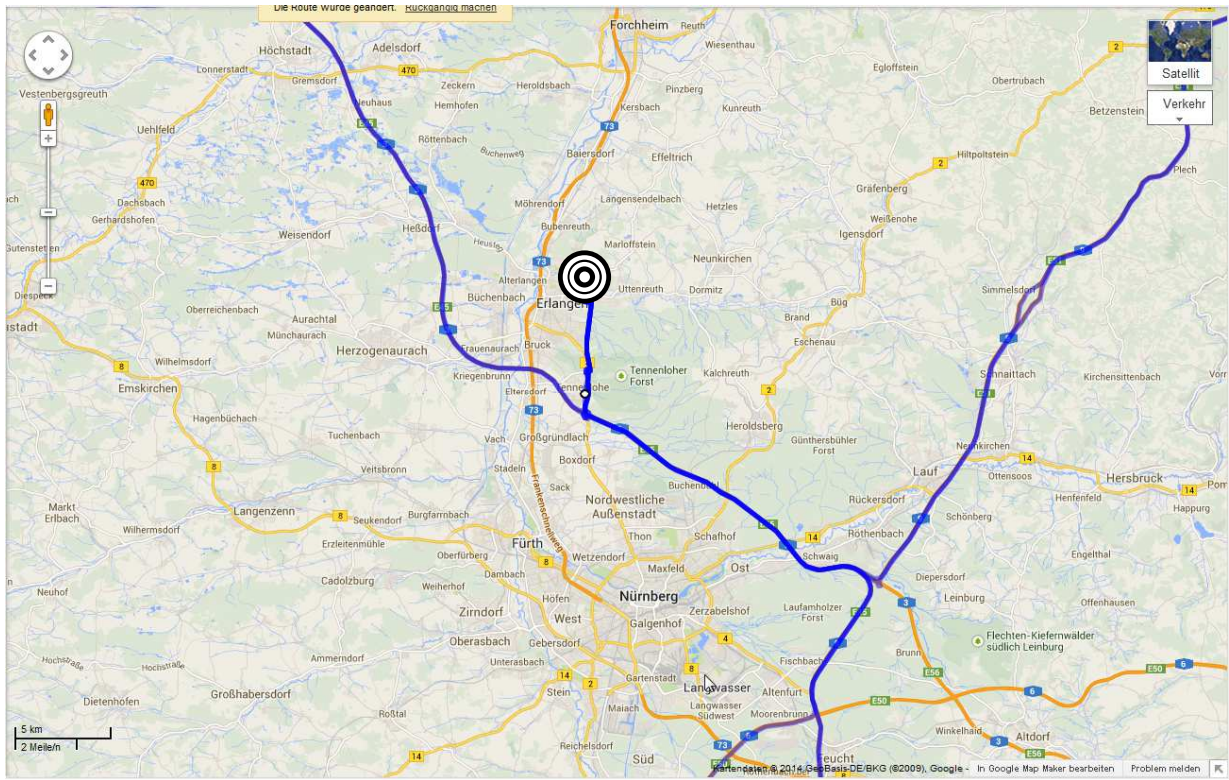 Die Route wurde geändert. Rückgängig machen
Forchheim
Reuth
Wiesenthau
Höchstadt
Adelsdorf
2
Satellit
Lonnerstadt
470
Egloffstein
Gremsdorf
Zeckern
Heroldsbach
Pinzberg
Obertrubach
Vestenbergsgreuth
Neuhaus
Hemhofen
Kersbach
Kunreuth
Verkehr
Betzenstein
Uehlfeld
73
Röttenbach
Buchenweg
Baiersdorf
Effeltrich
Hiltpoltstein
2
Plech
470
Dachsbach
Gräfenberg
Möhrendorf
Langensendelbach
Hetzles
Weißenohe
Gerhardshofen
Heßdorf
Bubenreuth
Igensdorf
Weisendorf
Marloffstein
Gutenstetten
73
Neunkirchen
Alterlangen
Uttenreuth
Dormitz
Simmelsdorf
Diespeck
Büchenbach
Erlangen
Büg
Oberreichenbach
Aurachtal
Brand
Münchaurach
Eschenau
Herzogenaurach
Frauenaurach
Bruck
8
Wilhelmsdorf
Kriegenbrunn
Tennenloher
Forst
Kalchreuth
Schnaittach
Kirchensittenbach
Emskirchen
Eltersdorf
Tennenlohe
2
Hagenbüchach
73
Tuchenbach
Vach
Großgründlach
Heroldsberg
Günthersbühler
Forst
Neunkirchen
Boxdorf
14
8
Veitsbronn
Stadeln
Lauf
Ottensoos
Hersbruck
Sack
Buchenbühl
Rückersdorf
Henfenfeld
14
Markt
Erlbach
Langenzenn
8
Seukendorf
Burgfarrnbach
Frankenschnellweg
Nordwestliche
Außenstadt
Schönberg
Happurg
Wilhermsdorf
Erzleitenmühle
Fürth
Thon
Schafhof
14
Röthenbach
Oberfürberg
8
Wetzendorf
Schwaig
Engelthal
Cadolzburg
Dambach
Maxfeld
Ost
Diepersdorf
Neuhof
Weiherhof
Höfen
Nürnberg
Leinburg
Offenhausen
Zirndorf
West
Zerzabelshof
Laufamholzer
Forst
3
Galgenhof
Oberasbach
Gebersdorf
4
Flechten-Kiefernwälder
südlich Leinburg
Hochstraße
Hochstraße
Ammerndorf
Unterasbach
Fischbach
Brunn
8
E56
E50
6
14
Gartenstadt
Großhabersdorf
Stein
2
Langwasser
Altenfurt
6
Dietenhofen
Maiach
Langwasser
Südwest
Moorenbrunn
E50
Roßtal
5 km
2 Meile/n
Winkelhaid
3
Altdorf
Reichelsdorf
73
E56
14
Süd
Feucht
Kartendaten © 2014 GeoBasis-DE/BKG (©2009), Google - In Google Map Maker bearbeiten Problem melden